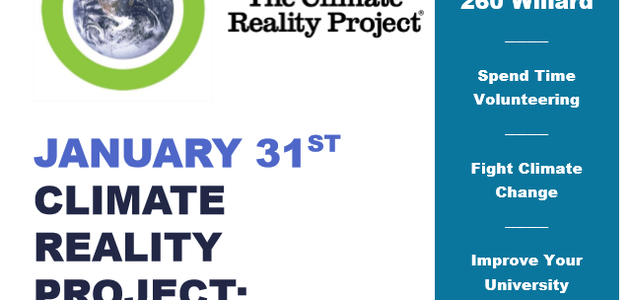 The Climate
Reality Project®
JANUARY 31ST
CLIMATE
REALITY
PROJECT:
260 Willard
Spend Time
Volunteering
Fight Climate
Change
Improve Your
University